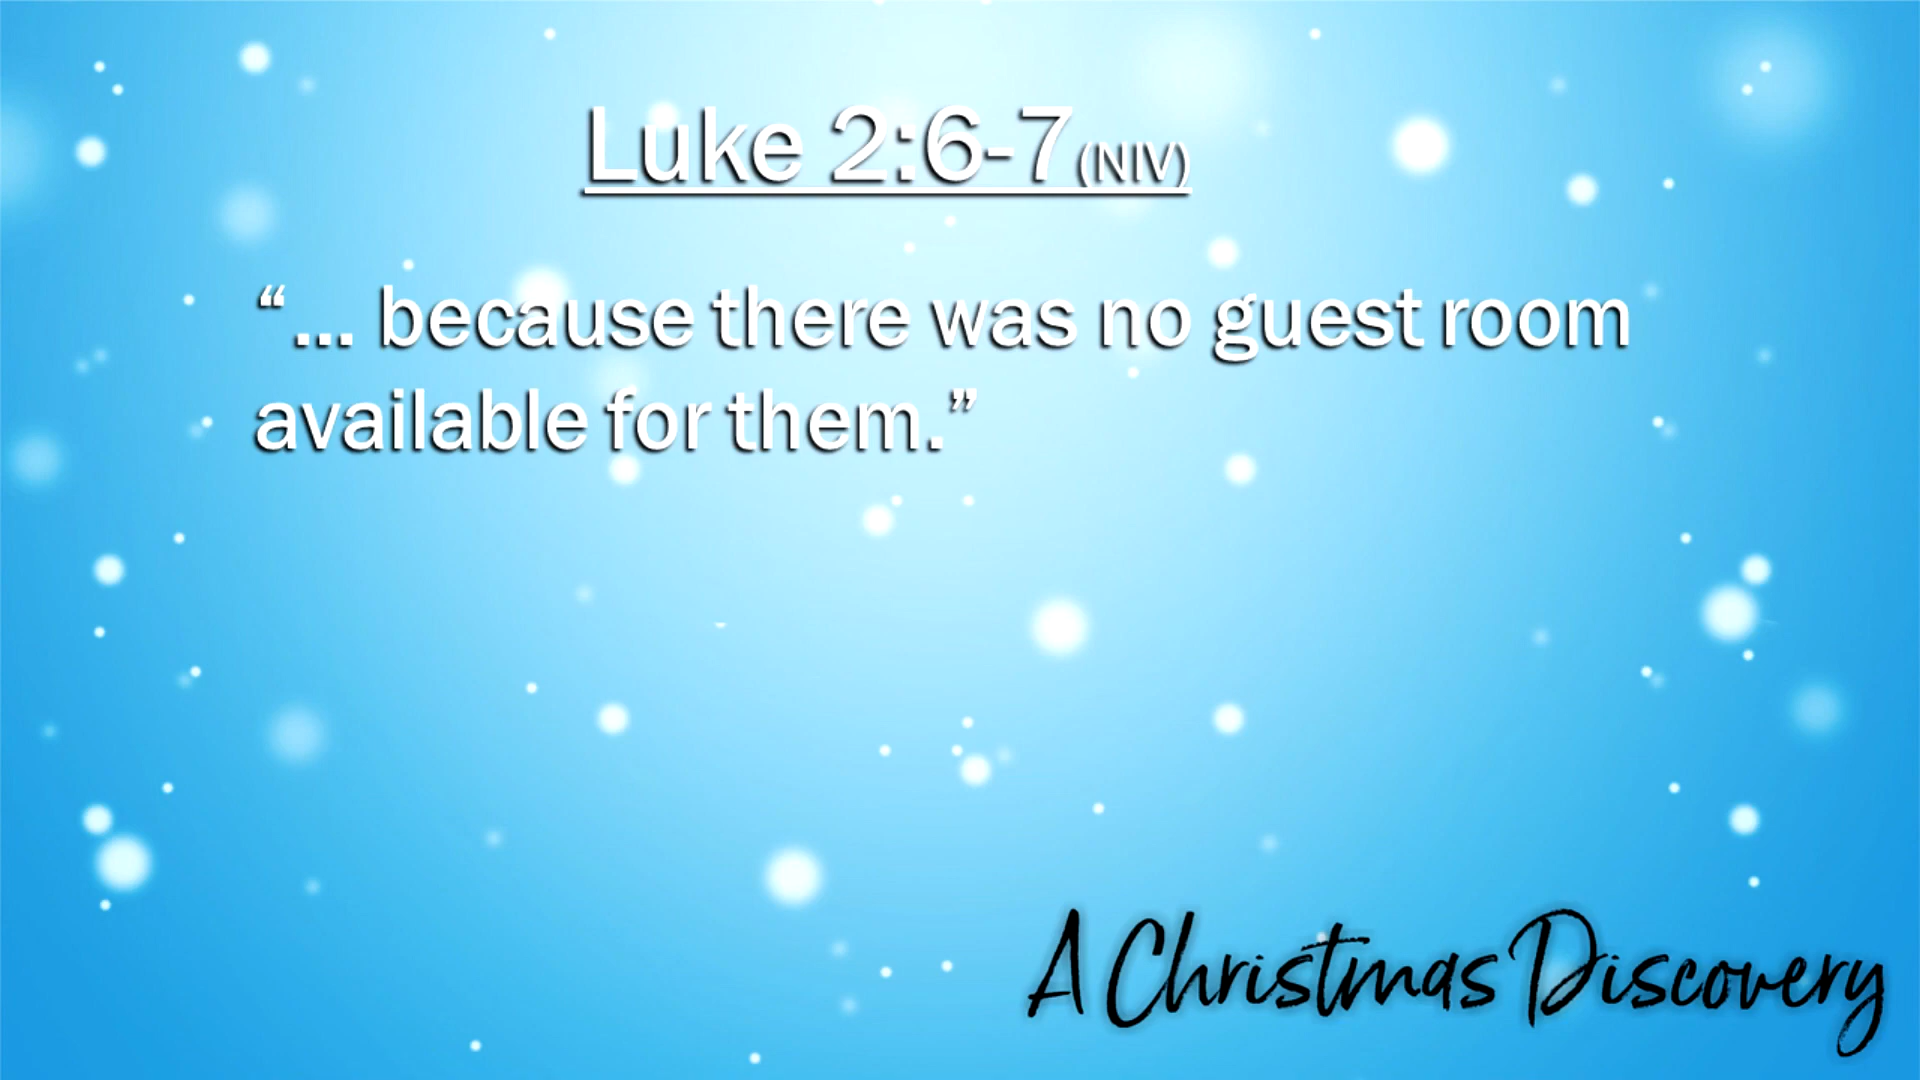 Luke 2:6-7 (NIV)
“... because there was no guest room
available for them.”
A Christmas Discovery